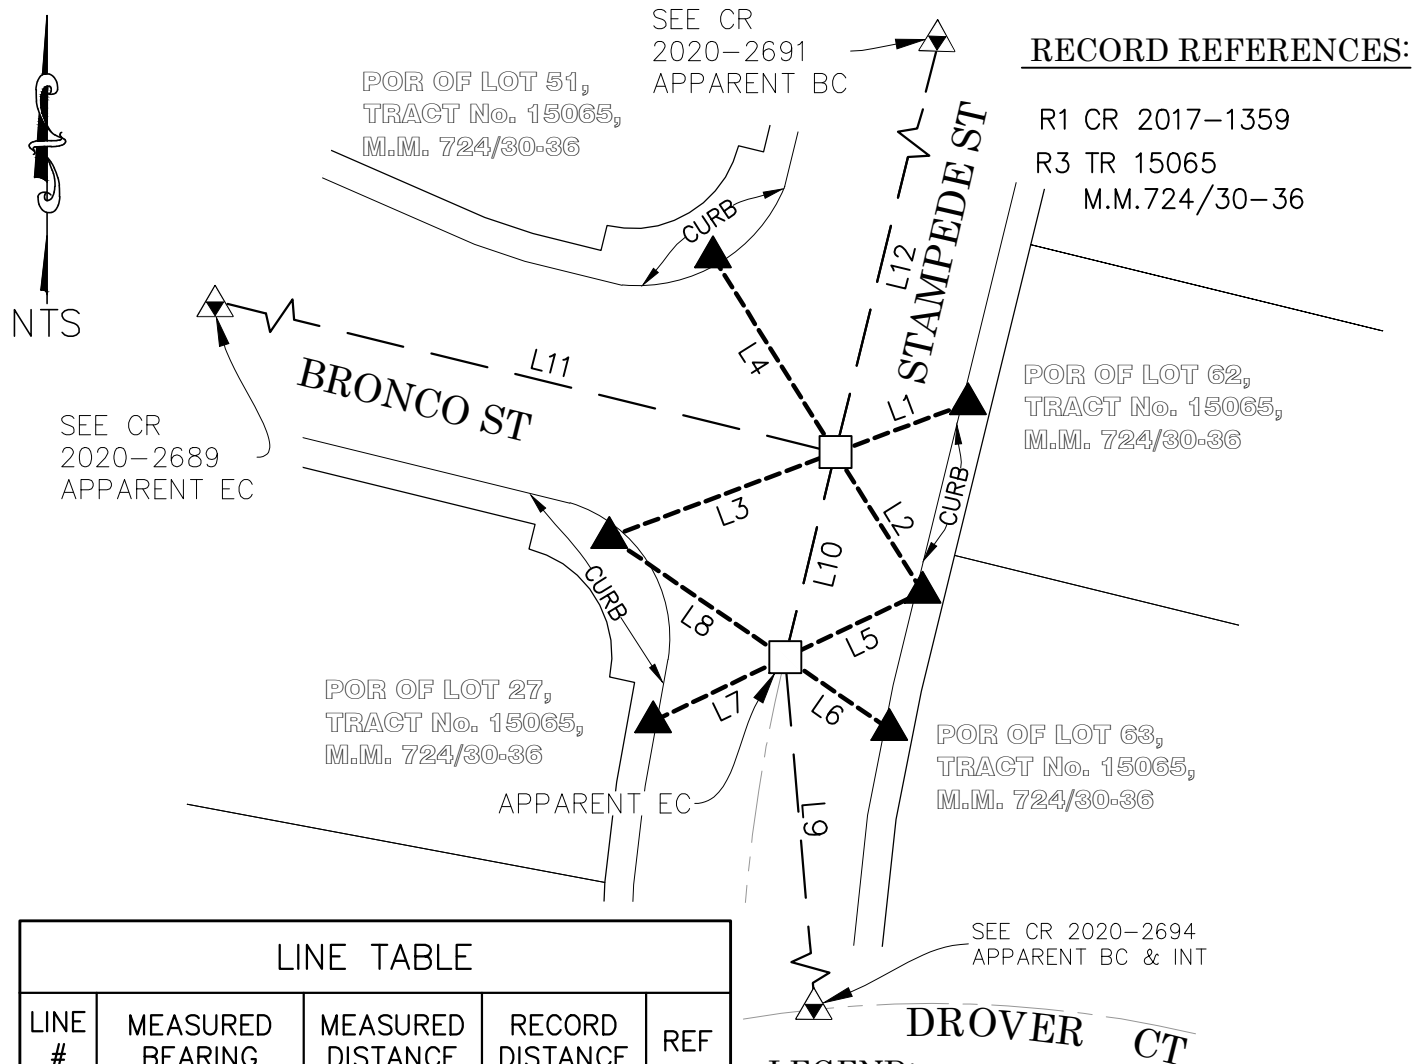 SEE CR
2020-2691
APPARENT BC
RECORD REFERENCES:
R1 CR 2017-1359
R3 TR 15065
M.M.724/30-36
POR OF LOT 51,
TRACT No. 15065,
M.M. 724/30-36
NTS
CURB
STAMPEDE ST
L12
L4
L11
BRONCO ST
L1
POR OF LOT 62,
TRACT No. 15065,
M.M. 724/30-36
SEE CR
2020-2689
APPARENT EC
L3
L2
CURB
L10
CURB
L8
L5
POR OF LOT 27,
TRACT No. 15065,
M.M. 724/30-36
L7
L6
POR OF LOT 63,
TRACT No. 15065,
M.M. 724/30-36
APPARENT EC
L9
SEE CR 2020-2694
APPARENT BC & INT
DROVER CT
LINE TABLE
LINE #
MEASURED BEARING
MEASURED DISTANCE
RECORD DISTANCE
REF
LEGEND: